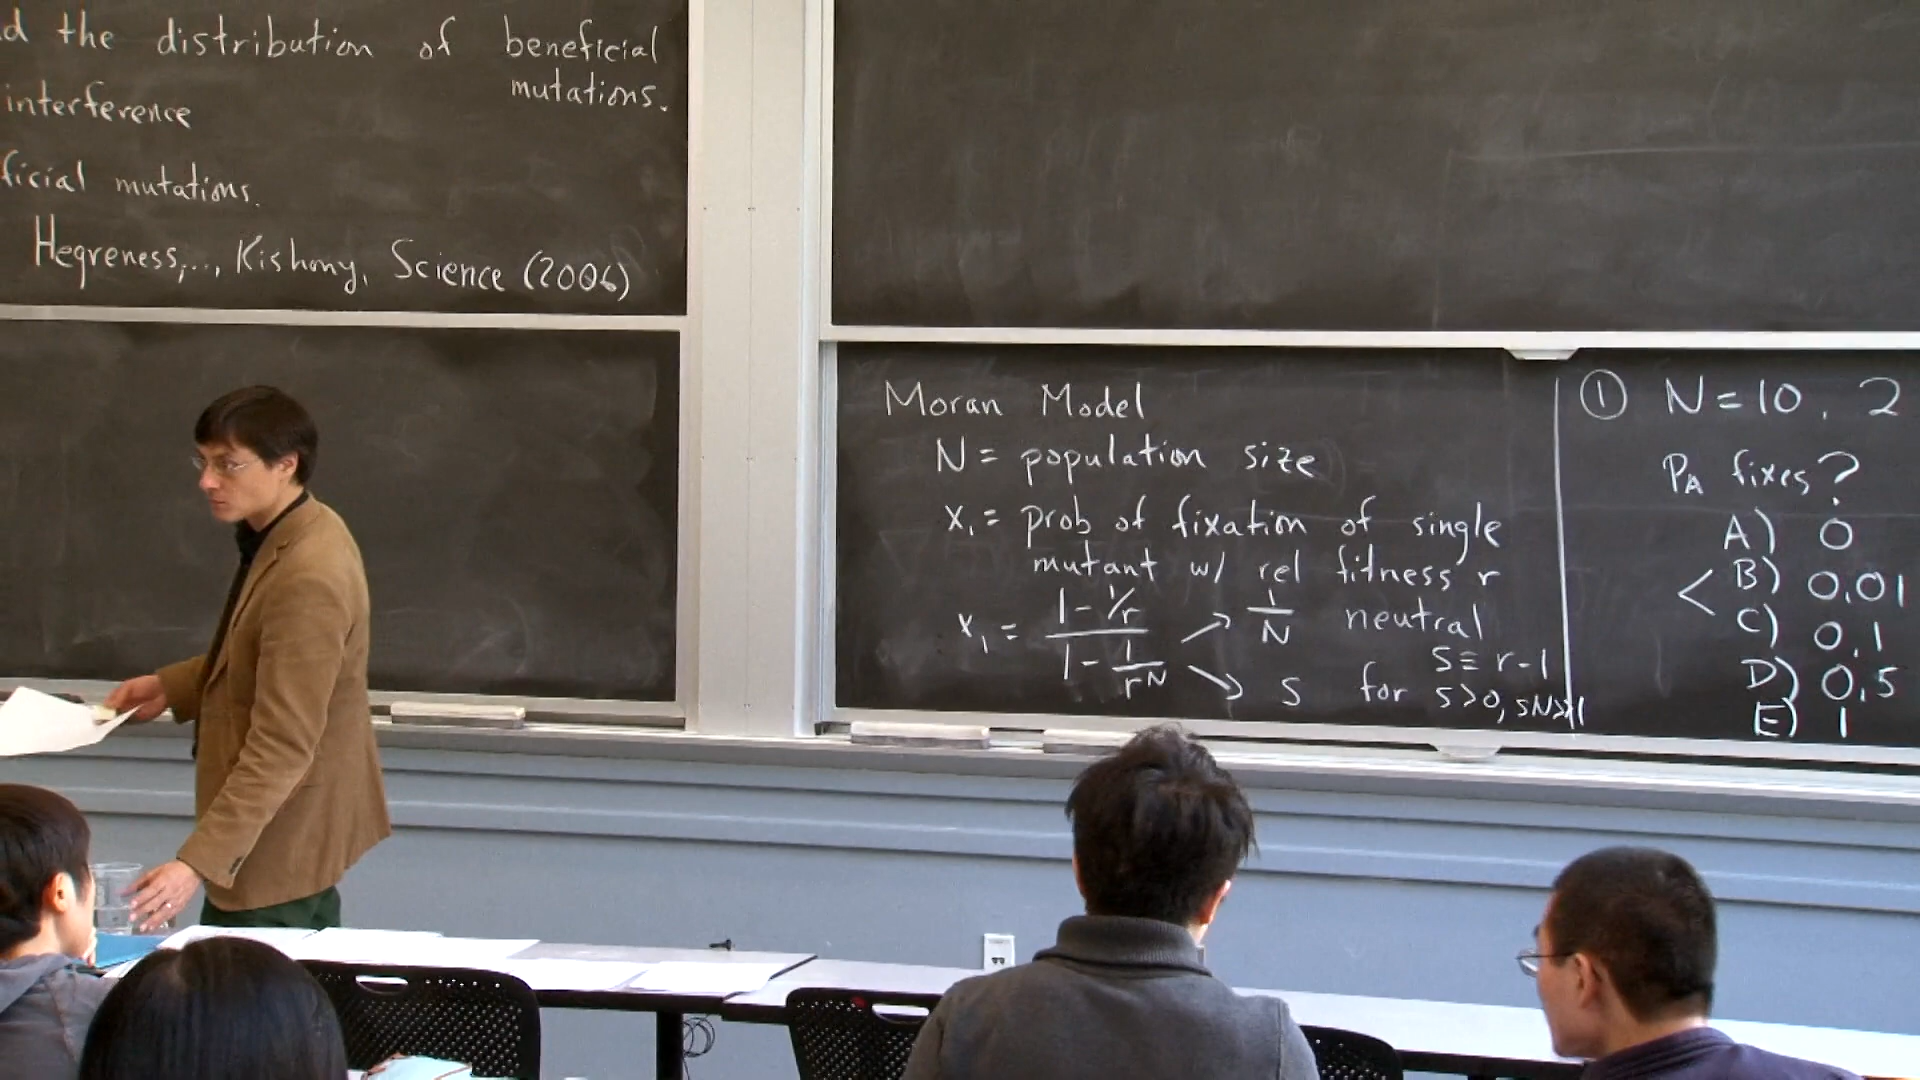 d the distribution of beneficial
mutations.
interference
ficial mutations.
Hegreness,..., Kishony, Science (2006)
Moran Model
N = population size
x₁ = prob of fixation of single
mutant w/ rel fitness r
x₁ = (1 - 1/r) / (1 - 1/r^N) ↗ 1/N neutral
↘ s for s>0, sN>>1
s ≡ r-1
① N = 10, 2
P_A fixes?
A) 0
< B) 0.01
C) 0.1
D) 0.5
E) 1